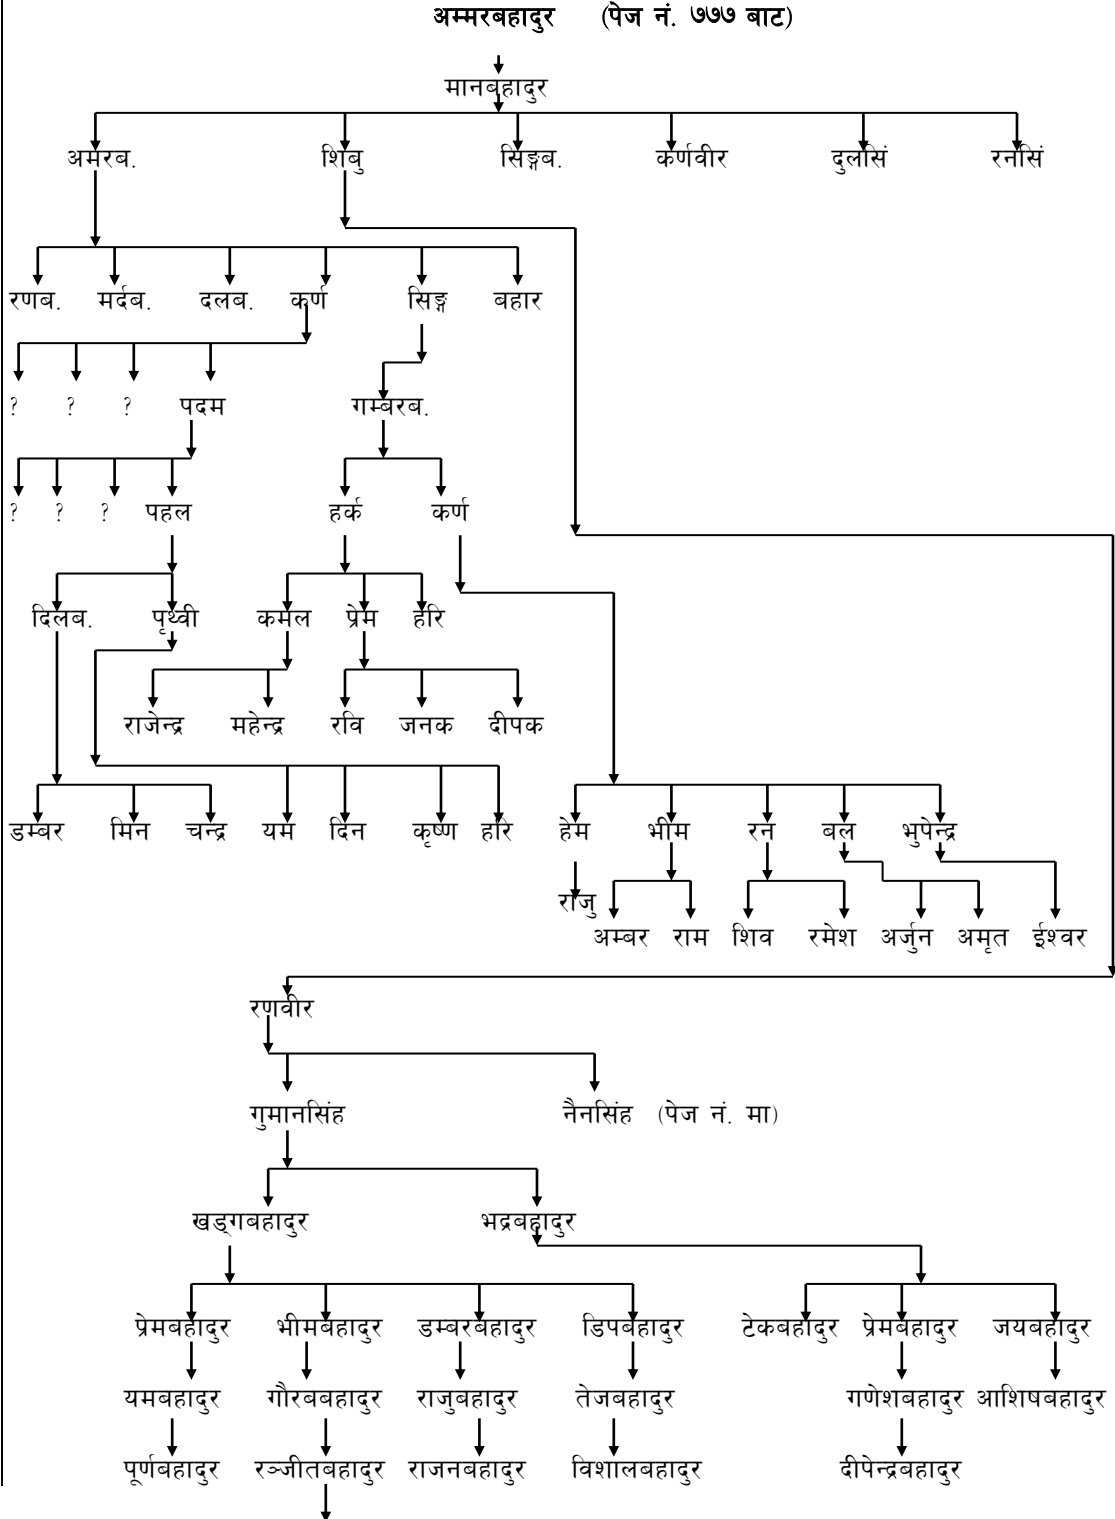 अम्मरबहादुर (पेज नं. ७७७ बाट)
मानबहादुर
अमरब. शिबु सिङ्गब. कर्णवीर दुलसिं रनसिं
रणब. मर्दब. दलब. कर्ण सिङ्ग बहार
? ? ? पदम गम्बरब.
? ? ? पहल हर्क कर्ण
दिलब. पृथ्वी कमल प्रेम हरि
राजेन्द्र महेन्द्र रवि जनक दीपक
डम्बर मिन चन्द्र यम दिन कृष्ण हरि हेम भीम रन बल भुपेन्द्र
राजु
अम्बर राम शिव रमेश अर्जुन अमृत ईश्वर
रणवीर
गुमानसिंह नैनसिंह (पेज नं. मा)
खड्गबहादुर भद्रबहादुर
प्रेमबहादुर भीमबहादुर डम्बरबहादुर डिपबहादुर टेकबहादुर प्रेमबहादुर जयबहादुर
यमबहादुर गौरबबहादुर राजुबहादुर तेजबहादुर गणेशबहादुर आशिषबहादुर
पूर्णबहादुर रञ्जीतबहादुर राजनबहादुर विशालबहादुर दीपेन्द्रबहादुर